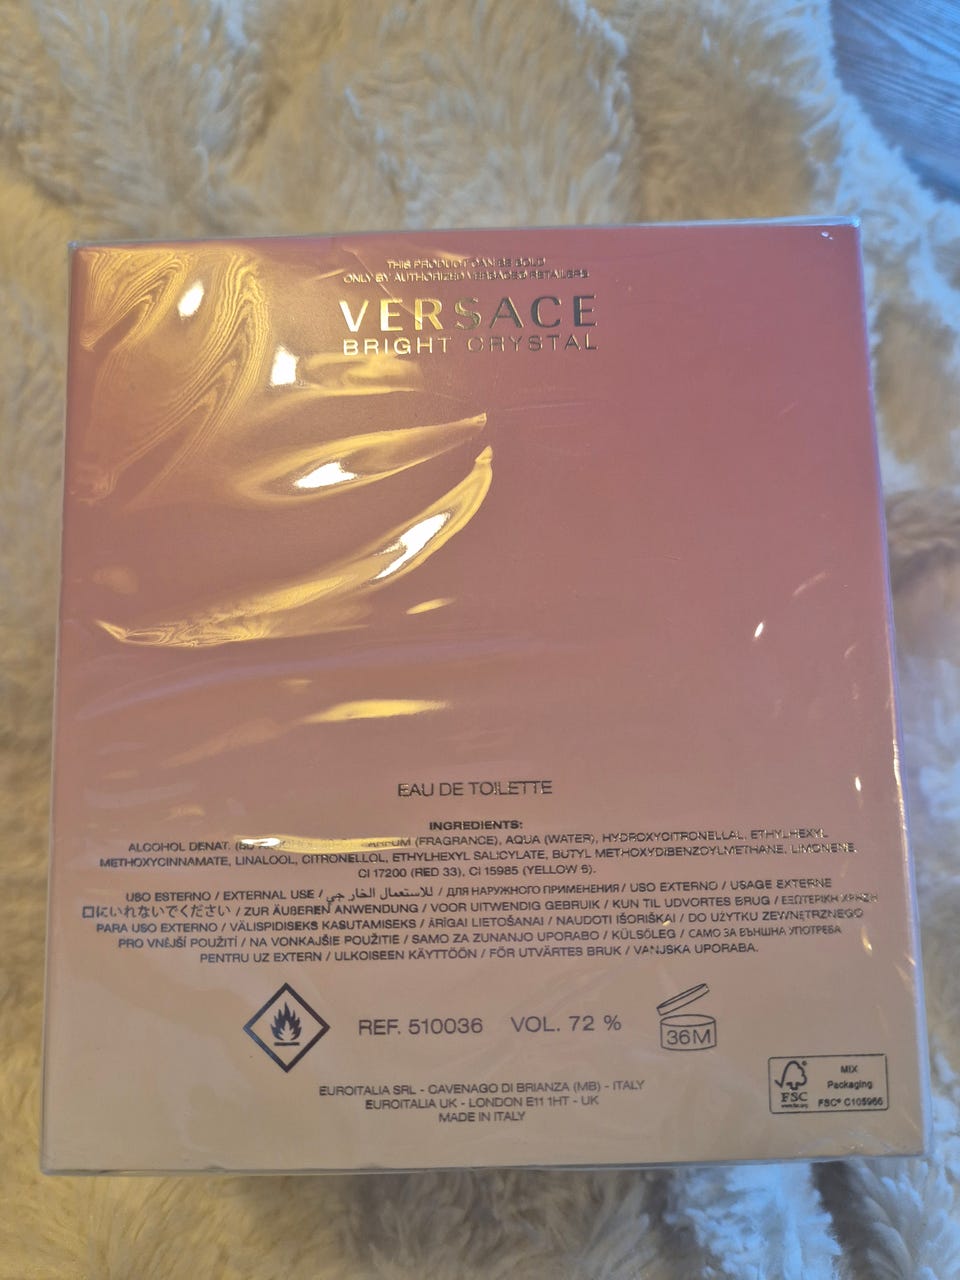 THIS PRODUCT CAN BE SOLD
ONLY BY AUTHORIZED VERSACE RETAILERS
VERSACE
BRIGHT CRYSTAL
EAU DE TOILETTE
INGREDIENTS:
ALCOHOL DENAT. (FRAGRANCE), AQUA (WATER), HYDROXYCITRONELLAL, ETHYLHEXYL
METHOXYCINNAMATE, LINALOOL, CITRONELLOL, ETHYLHEXYL SALICYLATE, BUTYL METHOXYDIBENZOYLMETHANE, LIMONENE,
CI 17200 (RED 33), CI 15985 (YELLOW 6).
USO ESTERNO / EXTERNAL USE / للاستعمال الخارجي / ДЛЯ НАРУЖНОГО ПРИМЕНЕНИЯ / USO EXTERNO / USAGE EXTERNE
口にいれないでください / ZUR ÄUßEREN ANWENDUNG / VOOR UITWENDIG GEBRUIK / KUN TIL UDVORTES BRUG / ΕΞΩΤΕΡΙΚΗ ΧΡΗΣΗ
PARA USO EXTERNO / VÄLISPIDISEKS KASUTAMISEKS / ĀRĪGAI LIETOŠANAI / NAUDOTI IŠORIŠKAI / DO UŻYTKU ZEWNĘTRZNEGO
PRO VNĚJŠÍ POUŽITÍ / NA VONKAJŠIE POUŽITIE / SAMO ZA ZUNANJO UPORABO / KÜLSŐLEG / САМО ЗА ВЪНШНА УПОТРЕБА
PENTRU UZ EXTERN / ULKOISEEN KÄYTTÖÖN / FÖR UTVÄRTES BRUK / VANJSKA UPORABA.
REF. 510036 VOL. 72 % 36M
EUROITALIA SRL - CAVENAGO DI BRIANZA (MB) - ITALY
EUROITALIA UK - LONDON E11 1HT - UK
MADE IN ITALY
FSC
www.fsc.org
MIX
Packaging
FSC® C105966